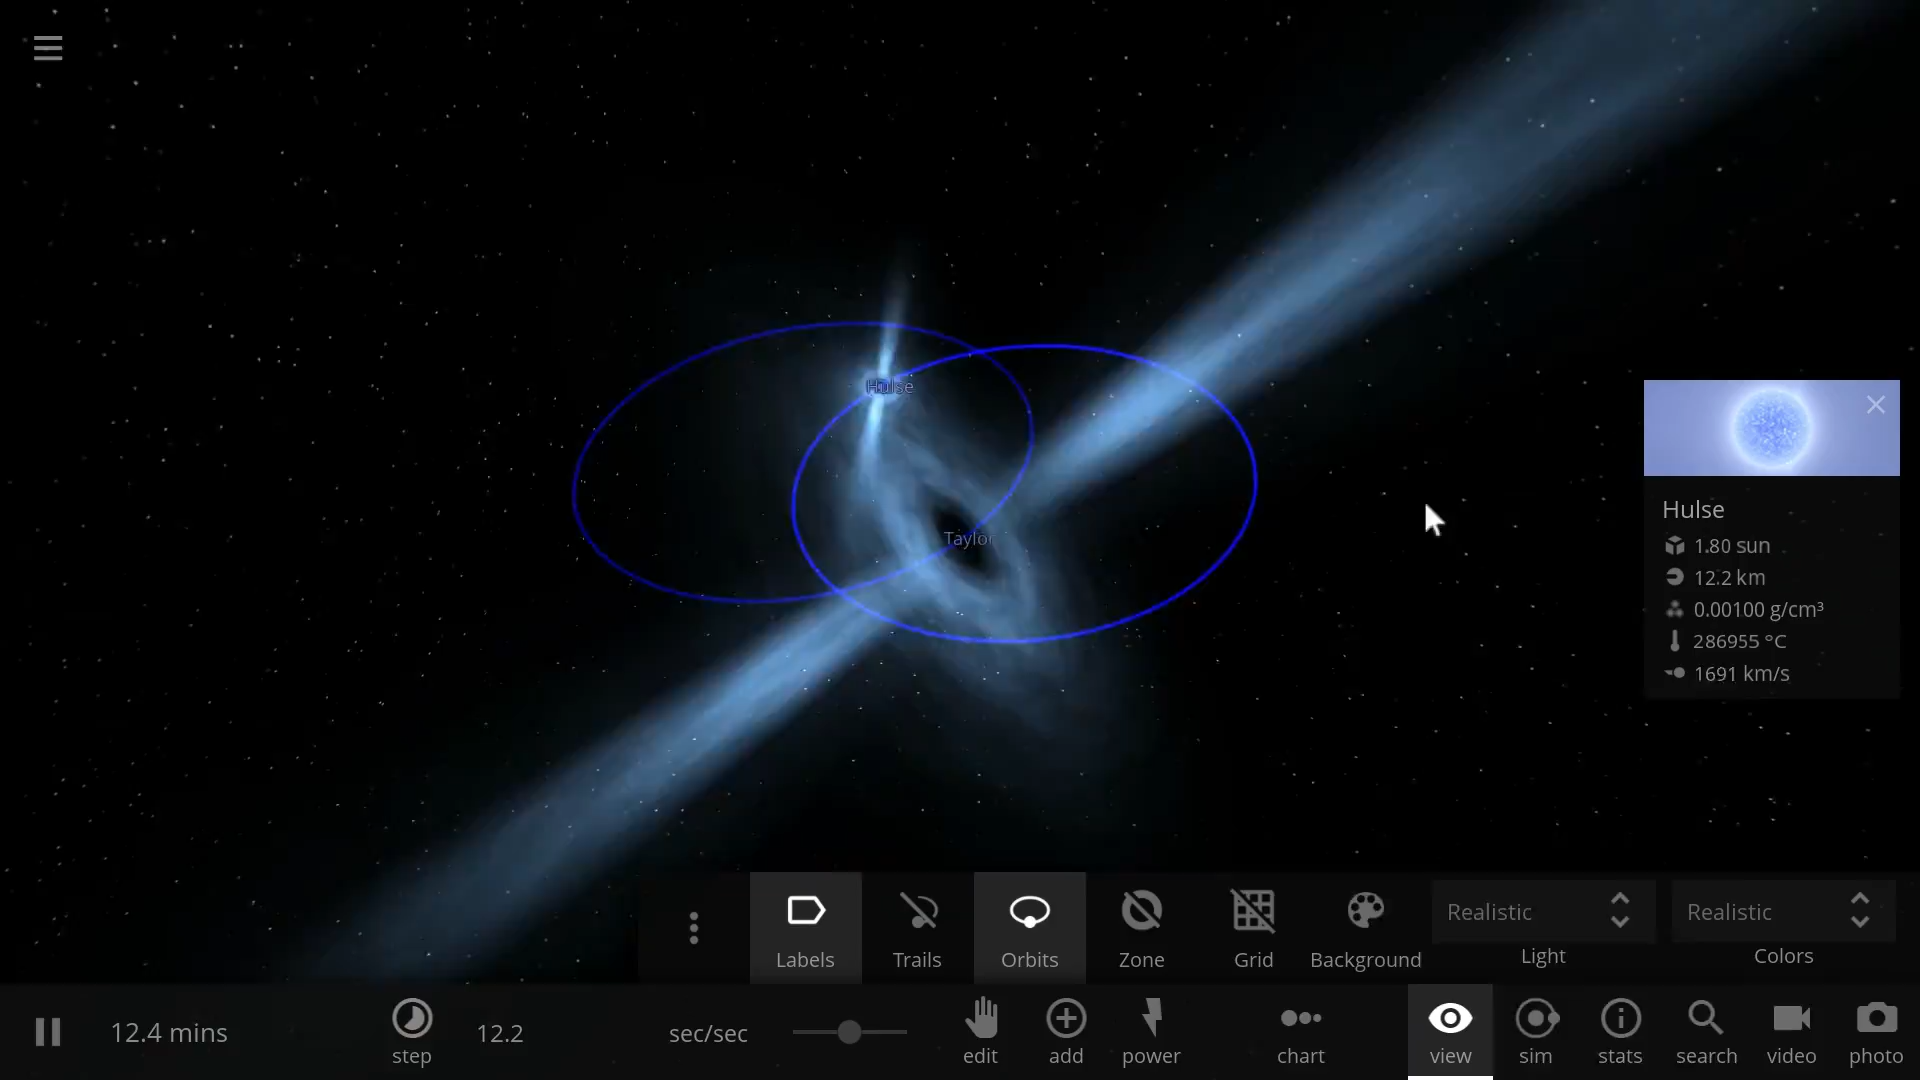 Hulse
Taylor
Hulse
1.80 sun
12.2 km
0.00100 g/cm³
286955 °C
1691 km/s
Labels
Trails
Orbits
Zone
Grid
Background
Realistic
Light
Realistic
Colors
12.4 mins
step
12.2
sec/sec
edit
add
power
chart
view
sim
stats
search
video
photo